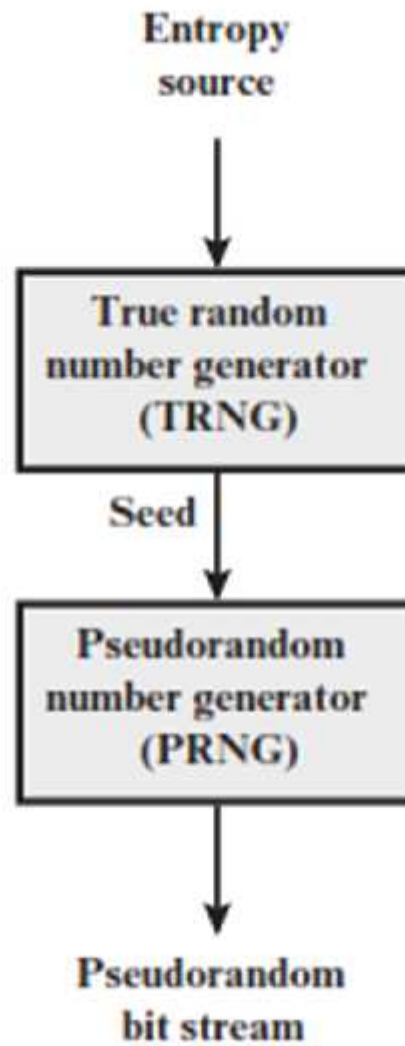 Entropy
source
True random
number generator
(TRNG)
Seed
Pseudorandom
number generator
(PRNG)
Pseudorandom
bit stream